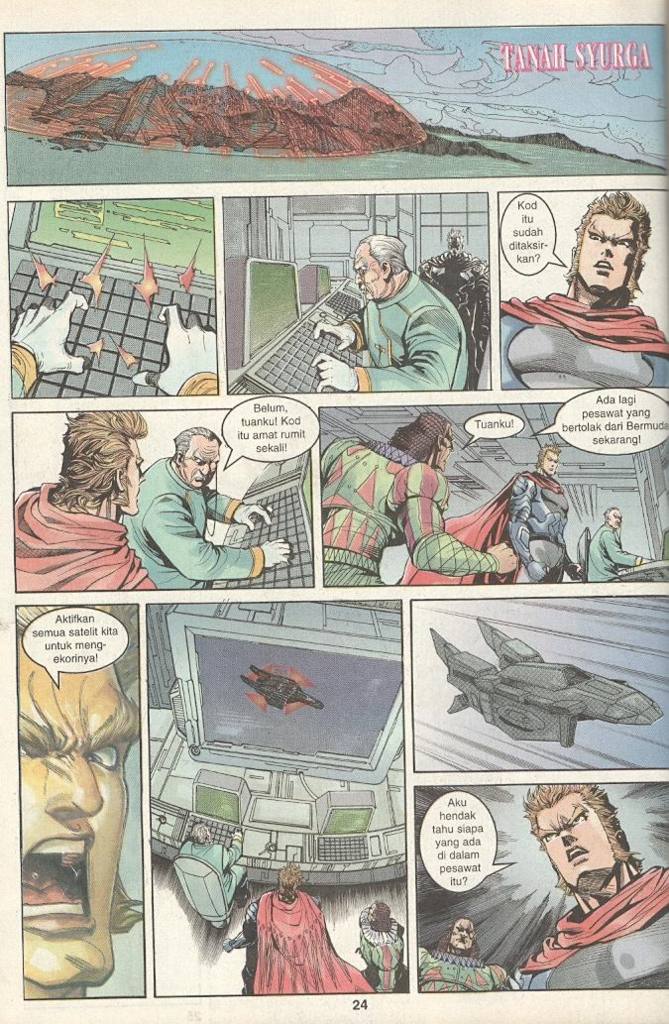 TANAH SYURGA
Kod
itu
sudah
ditaksir-
kan?
Belum,
tuanku! Kod
itu amat rumit
sekali!
Tuanku!
Ada lagi
pesawat yang
bertolak dari Bermuda
sekarang!
Aktifkan
semua satelit kita
untuk meng-
ekorinya!
Aku
hendak
tahu siapa
yang ada
di dalam
pesawat
itu?
24